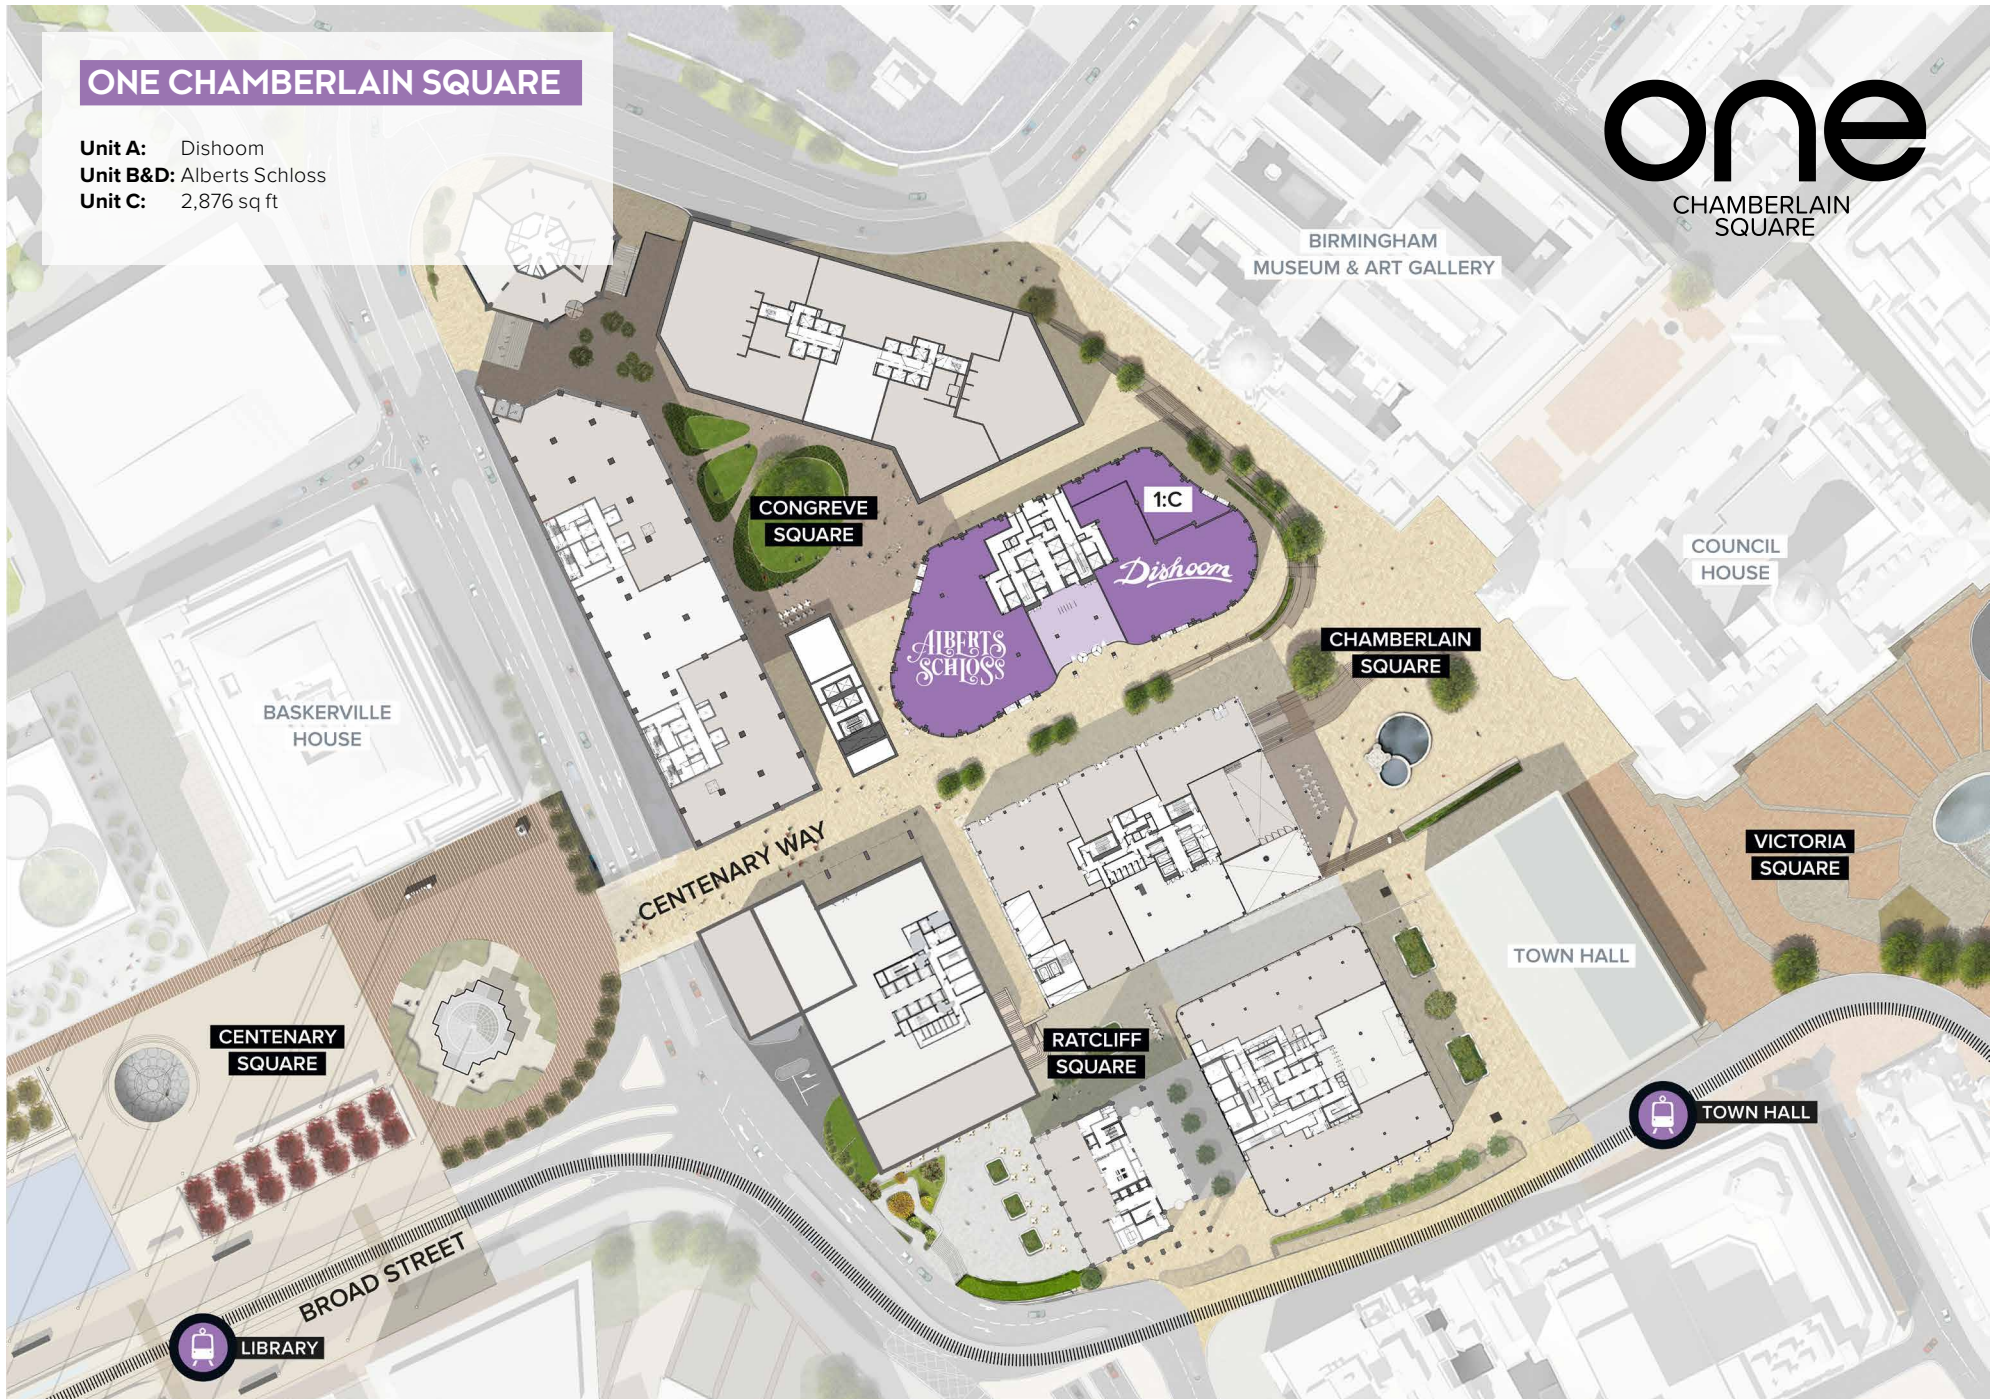 ONE CHAMBERLAIN SQUARE
Unit A: Dishoom
Unit B&D: Alberts Schloss
Unit C: 2,876 sq ft
one
CHAMBERLAIN
SQUARE
BIRMINGHAM
MUSEUM & ART GALLERY
CONGREVE
SQUARE
1:C
Dishoom
ALBERTS
SCHLOSS
COUNCIL
HOUSE
CHAMBERLAIN
SQUARE
BASKERVILLE
HOUSE
CENTENARY WAY
VICTORIA
SQUARE
TOWN HALL
CENTENARY
SQUARE
RATCLIFF
SQUARE
TOWN HALL
BROAD STREET
LIBRARY